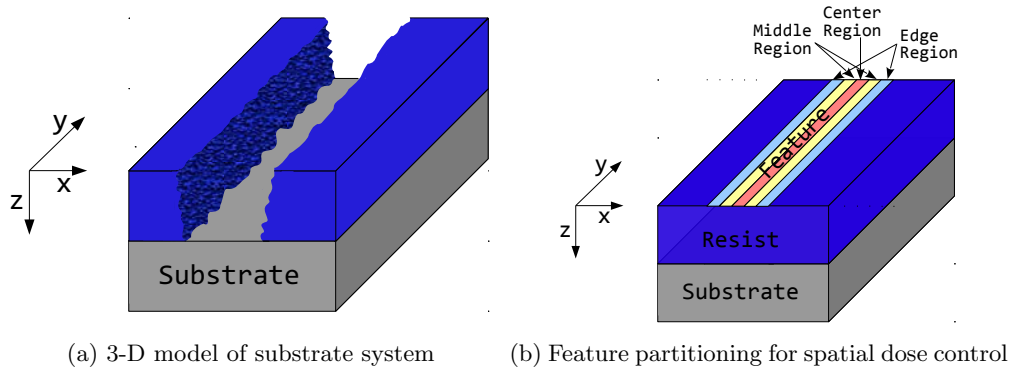 Center
Region
Middle
Region
Edge
Region
y
x
z
Substrate
Feature
y
x
z
Resist
Substrate
(a) 3-D model of substrate system
(b) Feature partitioning for spatial dose control